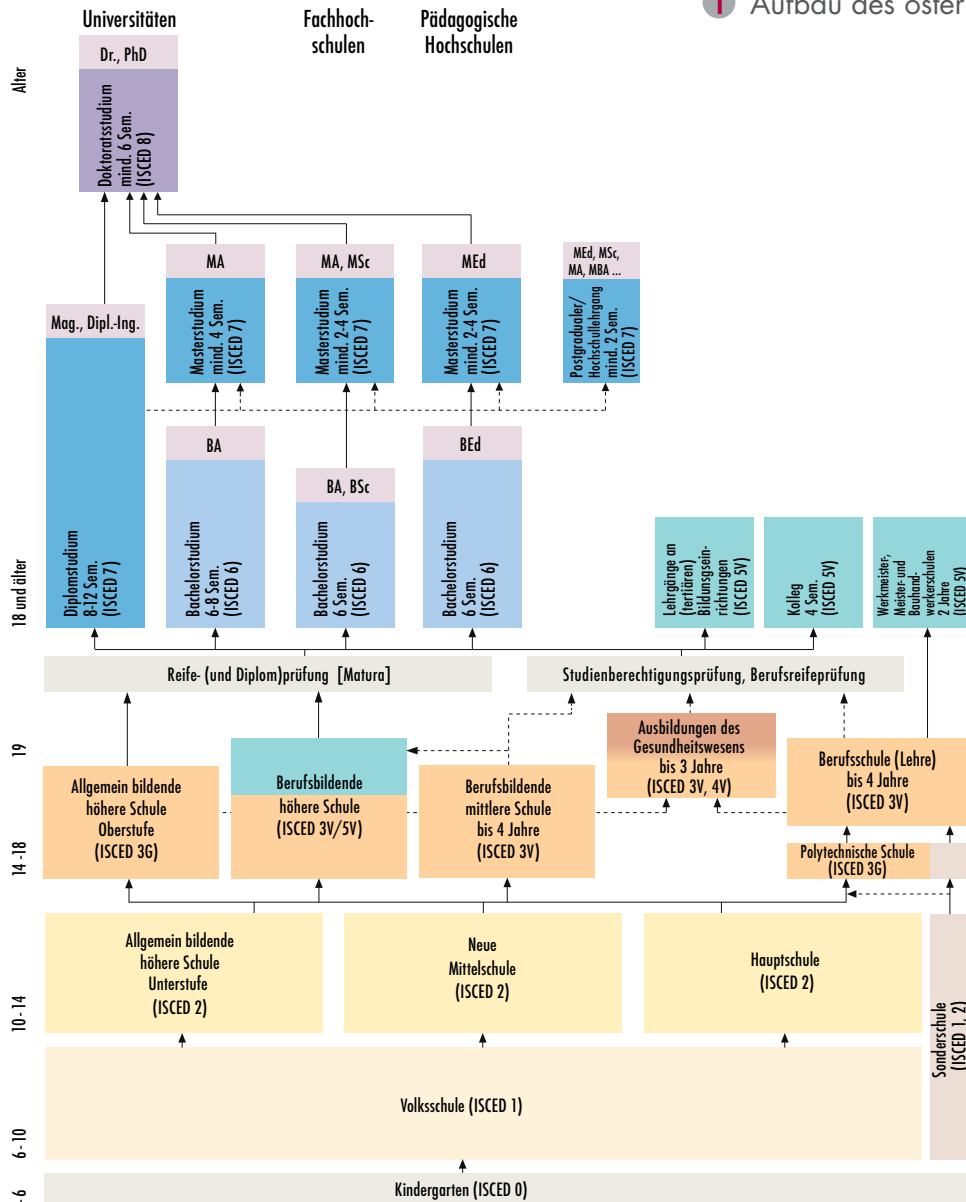 1 Aufbau des öster
Universitäten
Fachhoch-
schulen
Pädagogische
Hochschulen
Alter
Dr., PhD
Doktoratsstudium
mind. 6 Sem.
(ISCED 8)
MA
MA, MSc
MEd
MEd, MSc,
MA, MBA ...
Mag., Dipl.-Ing.
Masterstudium
mind. 4 Sem.
(ISCED 7)
Masterstudium
mind. 2-4 Sem.
(ISCED 7)
Masterstudium
mind. 2-4 Sem.
(ISCED 7)
Postgradualer/
Hochschullehrgang
mind. 2 Sem.
(ISCED 7)
BA
BA, BSc
BEd
18 und älter
Diplomstudium
8-12 Sem.
(ISCED 7)
Bachelorstudium
6-8 Sem.
(ISCED 6)
Bachelorstudium
6 Sem.
(ISCED 6)
Bachelorstudium
6 Sem.
(ISCED 6)
Lehrgänge an
(tertiären)
Bildungsein-
richtungen
(ISCED 5V)
Kolleg
4 Sem.
(ISCED 5V)
Werkmeister-,
Meister- und
Bauhand-
werkerschulen
2 Jahre
(ISCED 5V)
Reife- (und Diplom)prüfung [Matura]
Studienberechtigungsprüfung, Berufsreifeprüfung
19
14 -18
Allgemein bildende
höhere Schule
Oberstufe
(ISCED 3G)
Berufsbildende
höhere Schule
(ISCED 3V/5V)
Berufsbildende
mittlere Schule
bis 4 Jahre
(ISCED 3V)
Ausbildungen des
Gesundheitswesens
bis 3 Jahre
(ISCED 3V, 4V)
Berufsschule (Lehre)
bis 4 Jahre
(ISCED 3V)
Polytechnische Schule
(ISCED 3G)
10 - 14
Allgemein bildende
höhere Schule
Unterstufe
(ISCED 2)
Neue
Mittelschule
(ISCED 2)
Hauptschule
(ISCED 2)
Sonderschule
(ISCED 1, 2)
6 - 10
Volksschule (ISCED 1)
- 6
Kindergarten (ISCED 0)